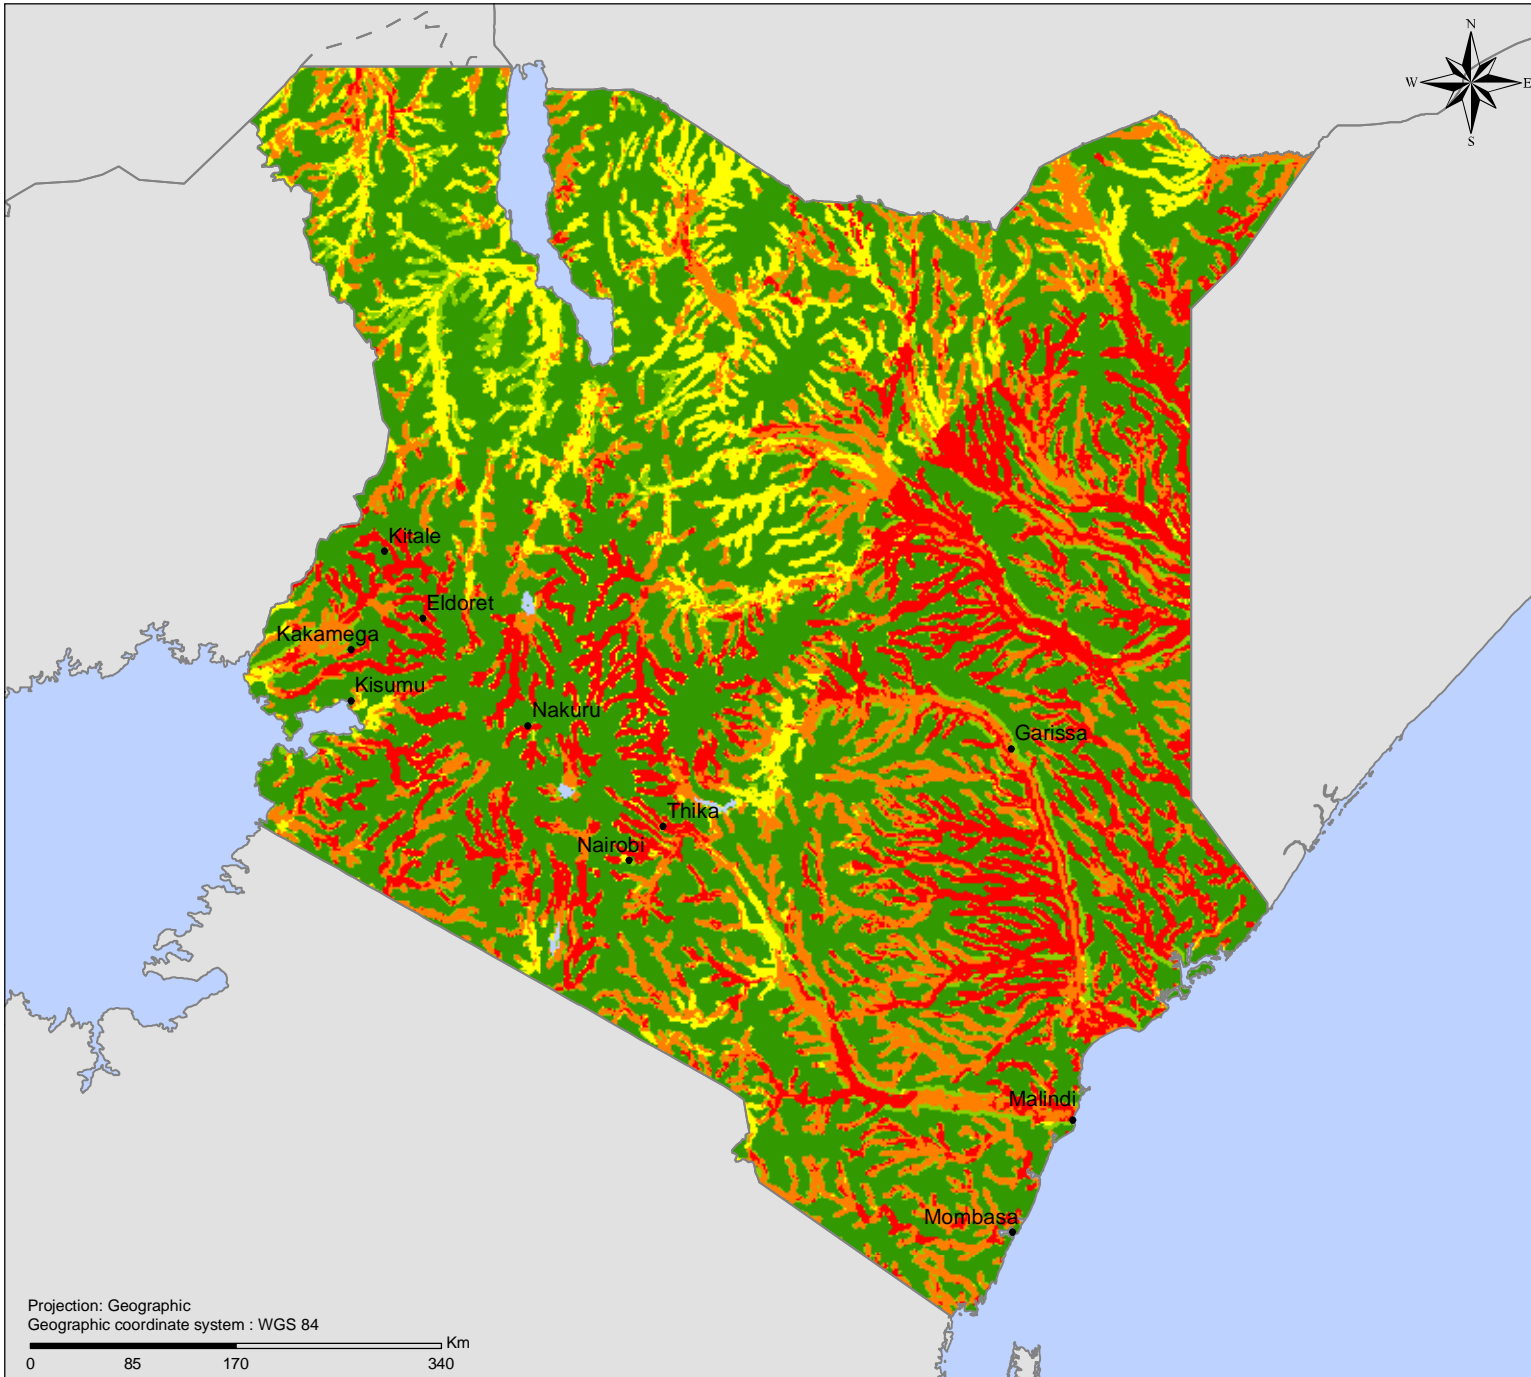 N
W
E
S
Kitale
Eldoret
Kakamega
Kisumu
Nakuru
Garissa
Thika
Nairobi
Malindi
Mombasa
Projection: Geographic
Geographic coordinate system : WGS 84
Km
0 85 170 340